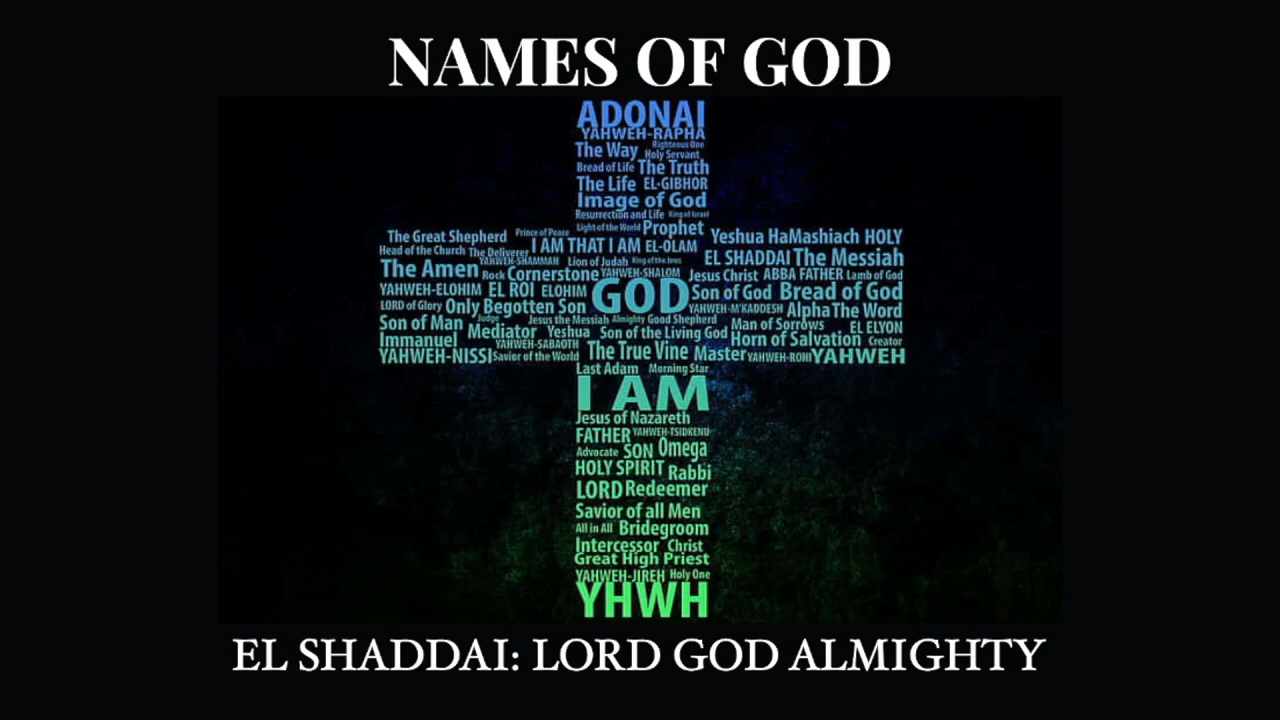 NAMES OF GOD
ADONAI
YAHWEH-RAPHA
The Way Righteous One
Holy Servant
Bread of Life The Truth
The Life EL-GIBHOR
Image of God
Resurrection and Life King of Israel
Light of the World Prophet
The Great Shepherd Prince of Peace I AM THAT I AM EL-OLAM Yeshua HaMashiach HOLY
Head of the Church The Deliverer
YAHWEH-SHAMMAH Lion of Judah King of the Jews EL SHADDAI The Messiah
The Amen Rock Cornerstone YAHWEH-SHALOM Jesus Christ ABBA FATHER Lamb of God
YAHWEH-ELOHIM EL ROI ELOHIM GOD Son of God Bread of God
LORD of Glory Only Begotten Son YAHWEH-M'KADDESH Alpha The Word
Son of Man Judge Jesus the Messiah Almighty Good Shepherd Man of Sorrows EL ELYON
Mediator Yeshua Son of the Living God
Immanuel YAHWEH-SABAOTH Horn of Salvation Creator
YAHWEH-NISSI Savior of the World The True Vine Master YAHWEH-ROHI YAHWEH
Last Adam Morning Star
I AM
Jesus of Nazareth
FATHER YAHWEH-TSIDKENU
Advocate SON Omega
HOLY SPIRIT Rabbi
LORD Redeemer
Savior of all Men
All in All Bridegroom
Intercessor Christ
Great High Priest
YAHWEH-JIREH Holy One
YHWH
EL SHADDAI: LORD GOD ALMIGHTY